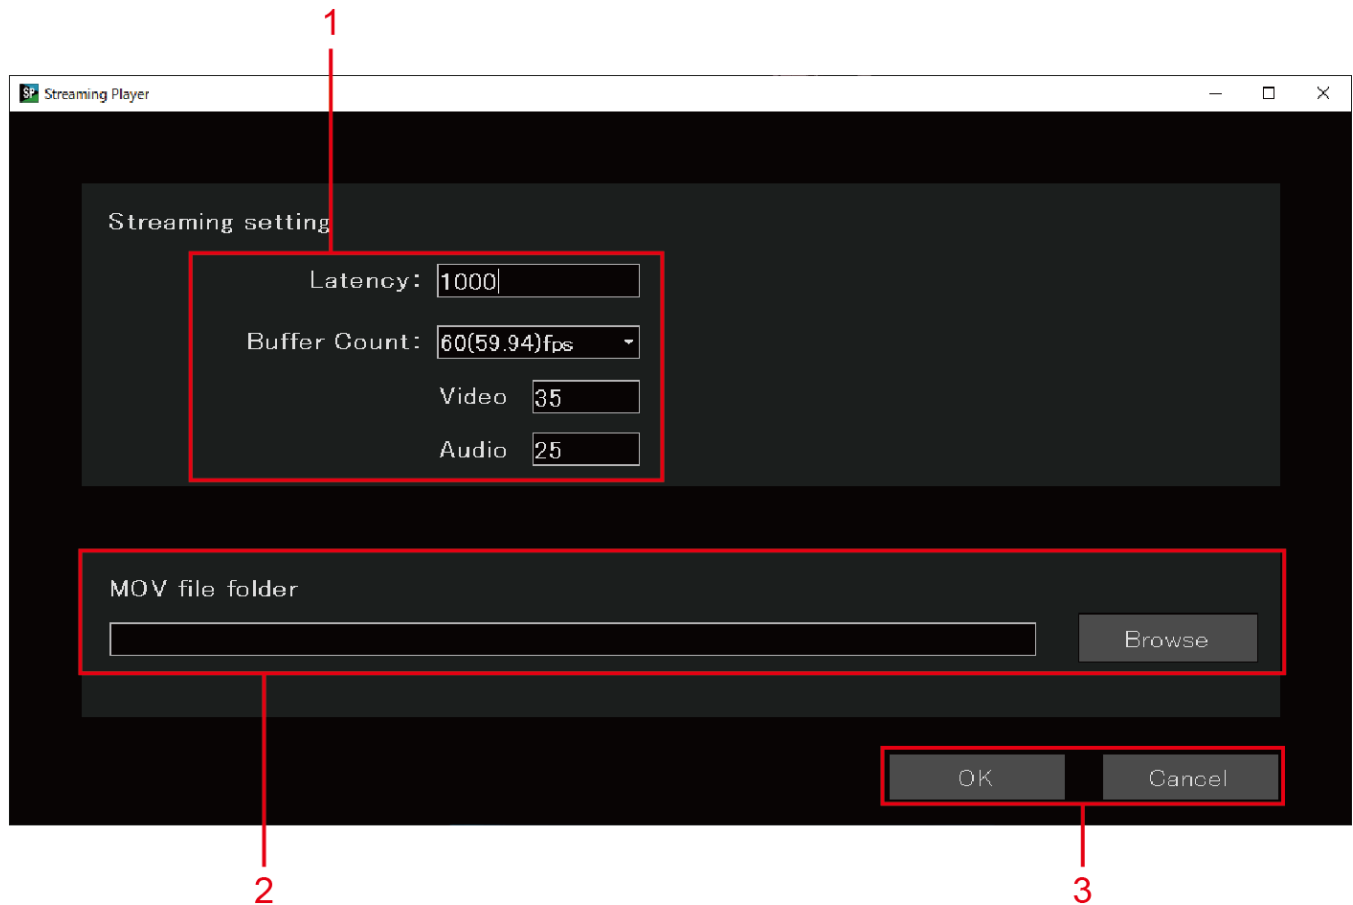 1
SP Streaming Player
Streaming setting
Latency: 1000
Buffer Count: 60(59.94)fps
Video 35
Audio 25
MOV file folder
Browse
OK Cancel
2 3